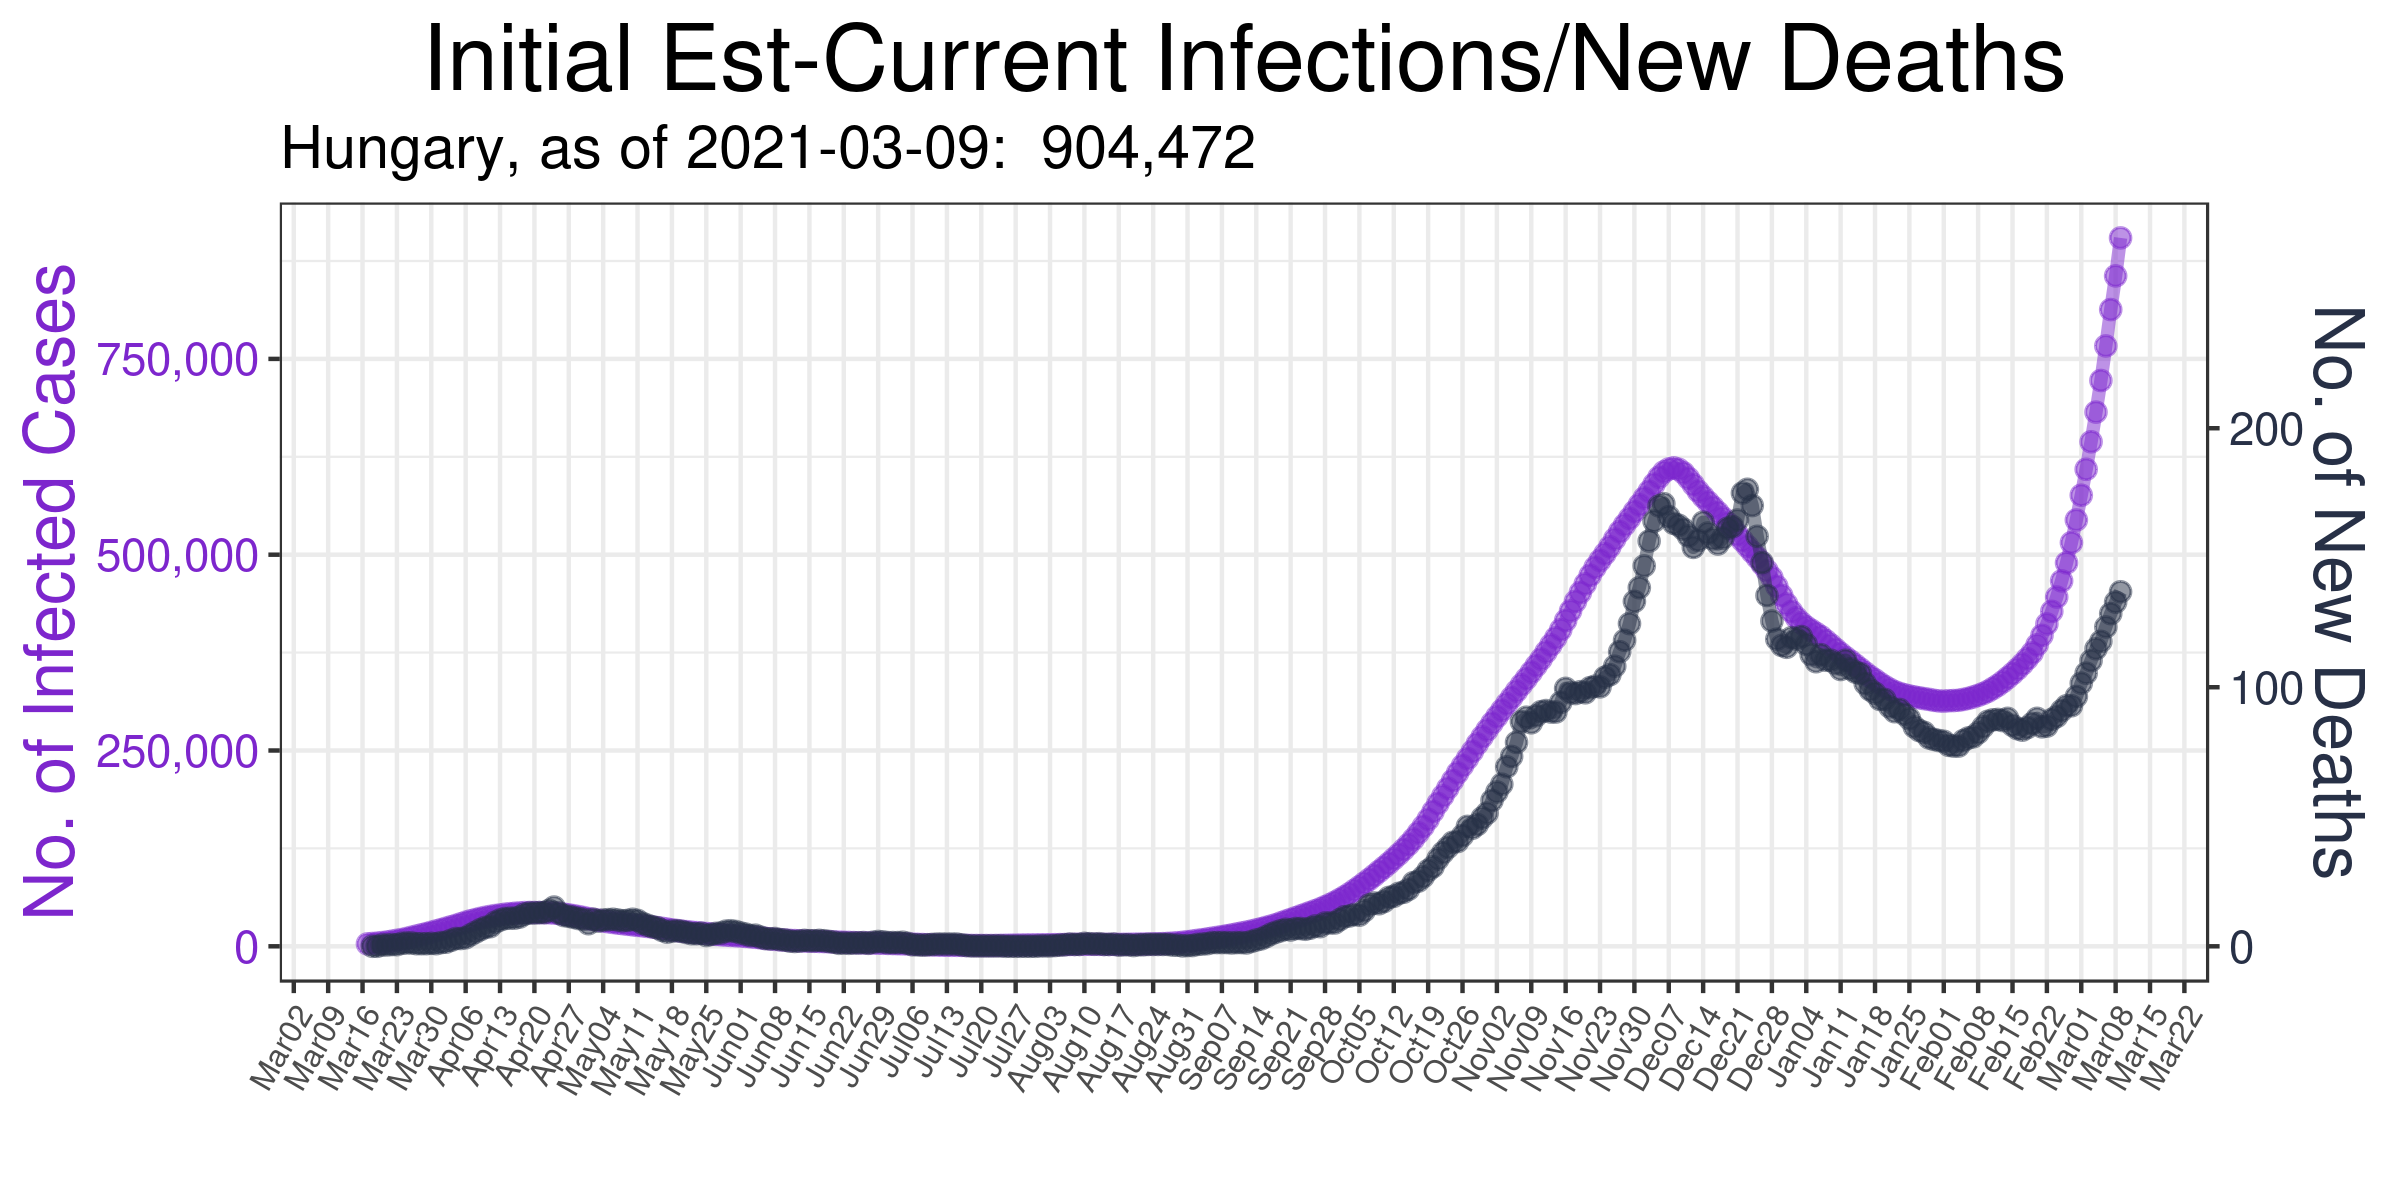 Initial Est-Current Infections/New Deaths
Hungary, as of 2021-03-09:  904,472
No. of Infected Cases
750,000
500,000
250,000
0
200
100
0
No. of New Deaths
Mar02
Mar09
Mar16
Mar23
Mar30
Apr06
Apr13
Apr20
Apr27
May04
May11
May18
May25
Jun01
Jun08
Jun15
Jun22
Jun29
Jul06
Jul13
Jul20
Jul27
Aug03
Aug10
Aug17
Aug24
Aug31
Sep07
Sep14
Sep21
Sep28
Oct05
Oct12
Oct19
Oct26
Nov02
Nov09
Nov16
Nov23
Nov30
Dec07
Dec14
Dec21
Dec28
Jan04
Jan11
Jan18
Jan25
Feb01
Feb08
Feb15
Feb22
Mar01
Mar08
Mar15
Mar22